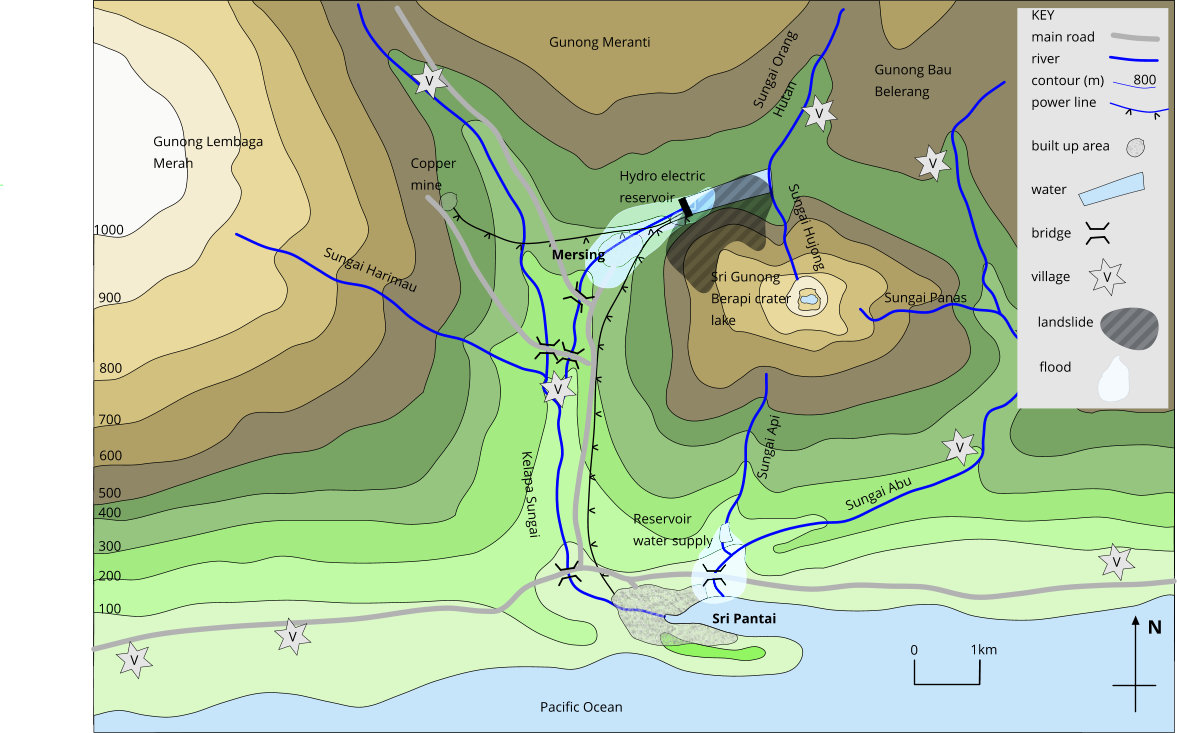 Gunong Meranti
Sungai Orang
Hutan
Gunong Bau
Belerang
KEY
main road
river
contour (m)
800
power line
built up area
water
bridge
village
V
landslide
flood
V
V
V
Gunong Lembaga
Merah
Copper
mine
Hydro electric
reservoir
Sungai Hujong
1000
Sungai Harimau
Mersing
Sri Gunong
Berapi crater
lake
Sungai Panas
900
800
V
700
Sungai Api
V
600
Kelapa Sungai
Sungai Abu
500
400
Reservoir
water supply
300
V
200
100
Sri Pantai
V
V
N
0
1km
Pacific Ocean